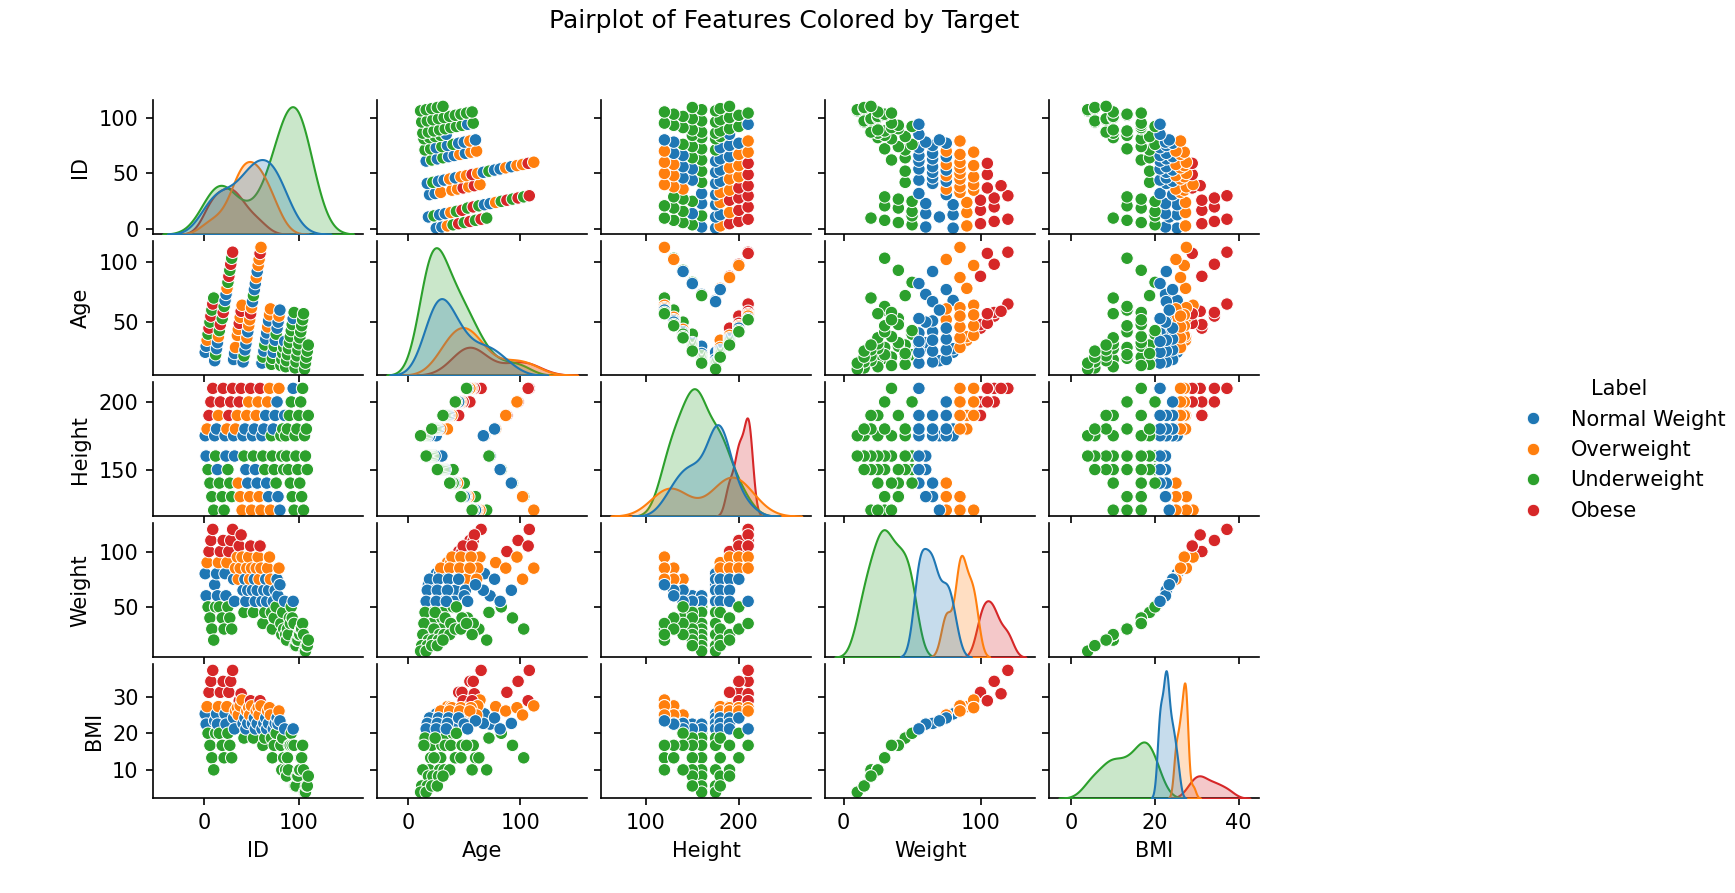 Pairplot of Features Colored by Target
100
50
0
ID
100
50
Age
200
150
Height
100
50
Weight
30
20
10
BMI
0 100
0 100
100 200
0 100
0 20 40
ID
Age
Height
Weight
BMI
Label
Normal Weight
Overweight
Underweight
Obese